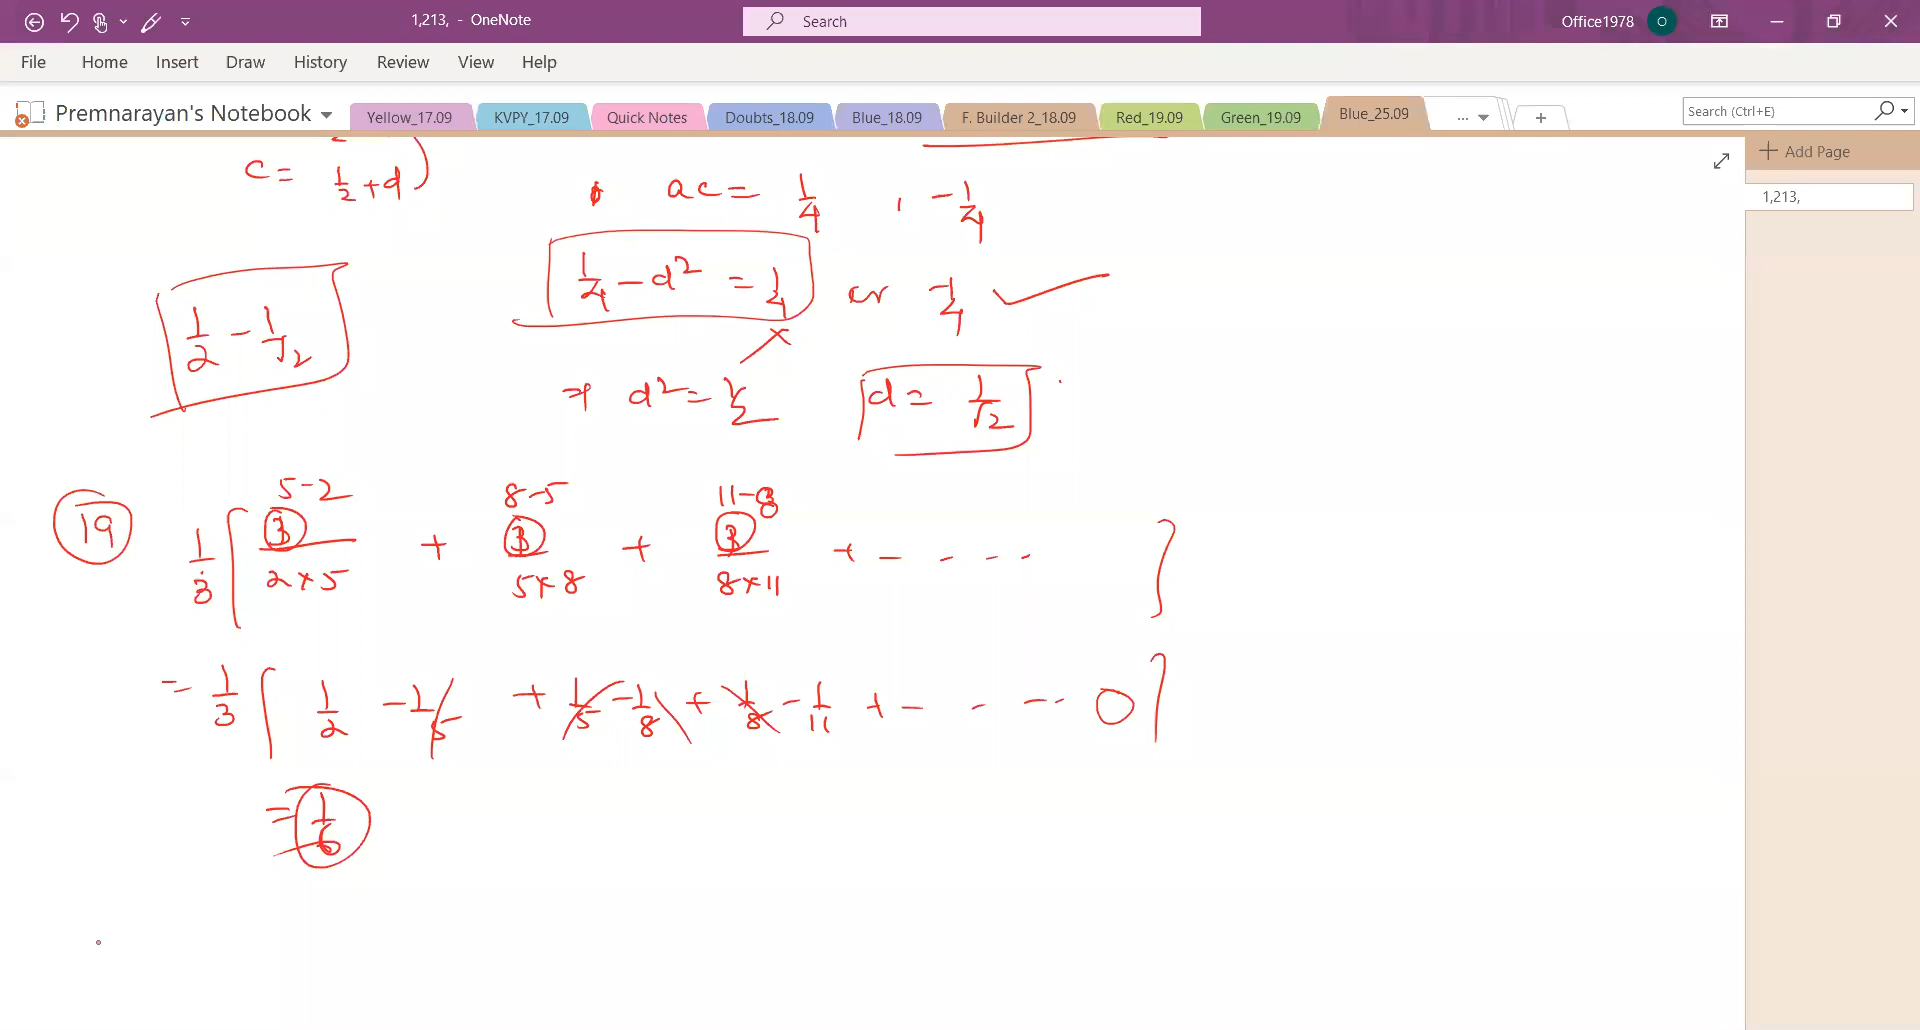 1,213, - OneNote
Search
Office1978
O
File Home Insert Draw History Review View Help
Premnarayan's Notebook
Yellow_17.09 KVPY_17.09 Quick Notes Doubts_18.09 Blue_18.09 F. Builder 2_18.09 Red_19.09 Green_19.09 Blue_25.09 ... +
Search (Ctrl+E)
+ Add Page
1,213,
c = 1/2 + d)
ac = 1/4 , -1/4
1/4 - d² = 1/4 or -1/4
1/2 - 1/√2
⇒ d² = 1/2 d = 1/√2
19
5-2 8-5 11-8
1/3 [ 3/(2×5) + 3/(5×8) + 3/(8×11) + - - - - ]
= 1/3 [ 1/2 - 1/5 + 1/5 - 1/8 + 1/8 - 1/11 + - - - - 0 ]
= 1/6